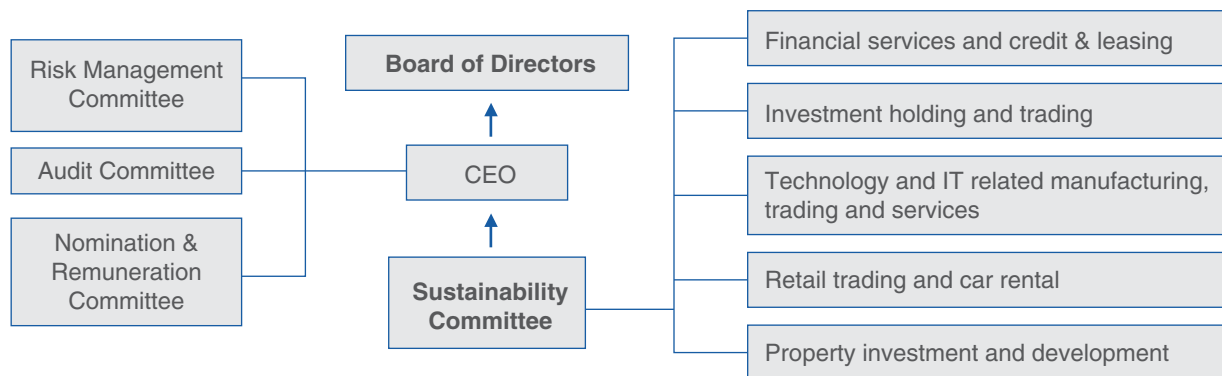 Risk Management
Committee
Audit Committee
Nomination &
Remuneration
Committee
Board of Directors
CEO
Sustainability
Committee
Financial services and credit & leasing
Investment holding and trading
Technology and IT related manufacturing,
trading and services
Retail trading and car rental
Property investment and development